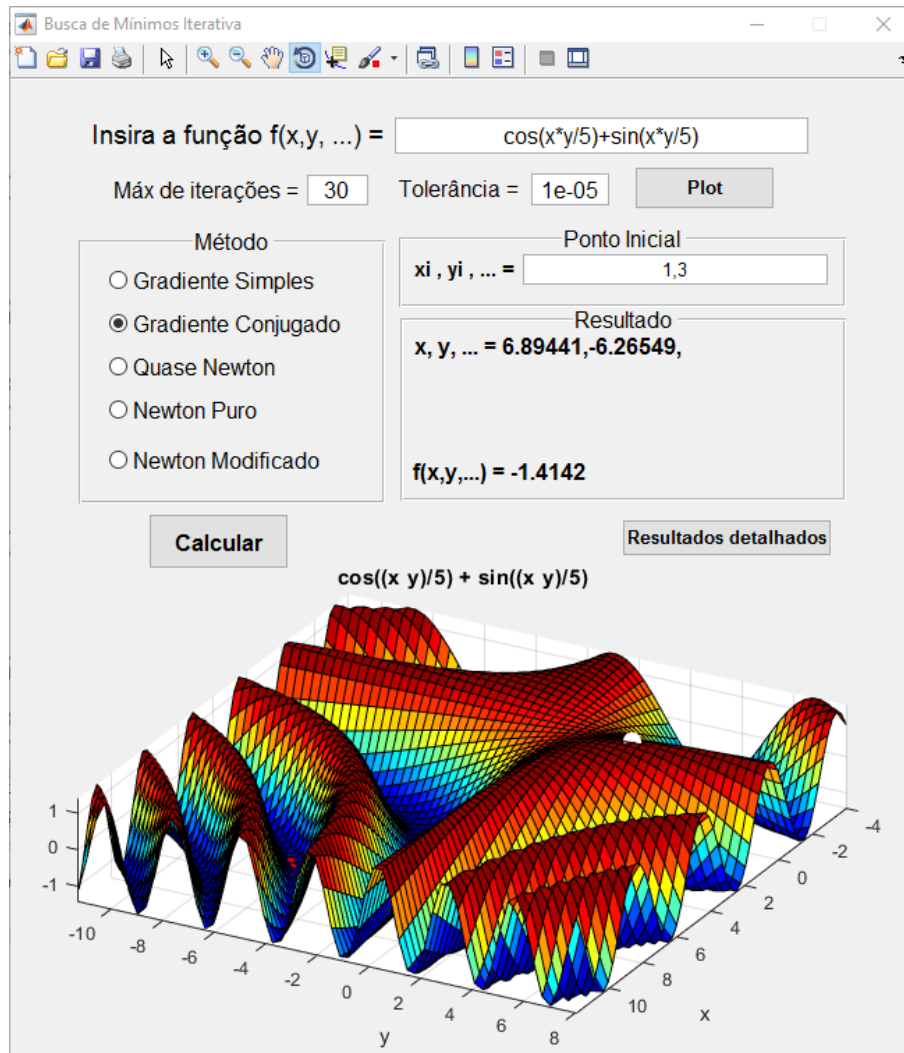 Busca de Mínimos Iterativa
Insira a função f(x,y, ...) = cos(x*y/5)+sin(x*y/5)
Máx de iterações = 30 Tolerância = 1e-05 Plot
Método
Gradiente Simples
Gradiente Conjugado
Quase Newton
Newton Puro
Newton Modificado
Ponto Inicial
xi , yi , ... = 1,3
Resultado
x, y, ... = 6.89441,-6.26549,
f(x,y,...) = -1.4142
Calcular
Resultados detalhados
cos((x y)/5) + sin((x y)/5)
1
0
-1
-10 -8 -6 -4 -2 0 2 4 6 8
y
10 8 6 4 2 0 -2 -4
x